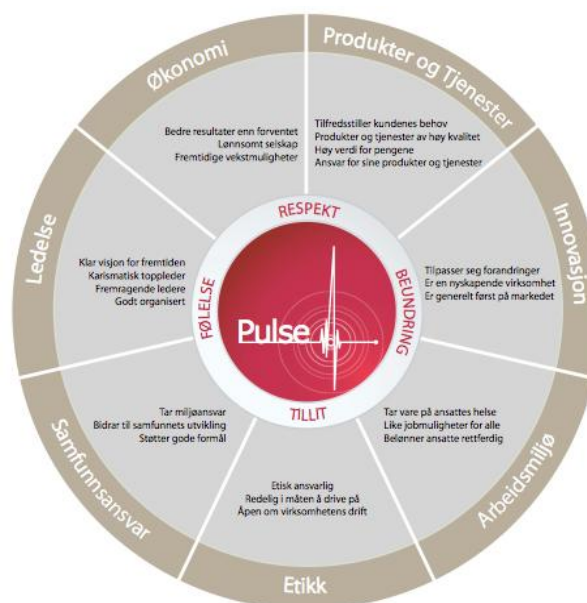 Produkter og Tjenester
Tilfredsstiller kundenes behov
Produkter og tjenester av høy kvalitet
Høy verdi for pengene
Ansvar for sine produkter og tjenester
Innovasjon
Tilpasser seg forandringer
Er en nyskapende virksomhet
Er generelt først på markedet
Arbeidsmiljø
Tar vare på ansattes helse
Like jobmuligheter for alle
Belønner ansatte rettferdig
Etikk
Etisk ansvarlig
Redelig i måten å drive på
Åpen om virksomhetens drift
Samfunnsansvar
Tar miljøansvar
Bidrar til samfunnets utvikling
Støtter gode formål
Ledelse
Klar visjon for fremtiden
Karismatisk toppleder
Fremragende ledere
Godt organisert
Økonomi
Bedre resultater enn forventet
Lønnsomt selskap
Fremtidige vekstmuligheter
RESPEKT
BEUNDRING
TILLIT
FØLELSE
Pulse